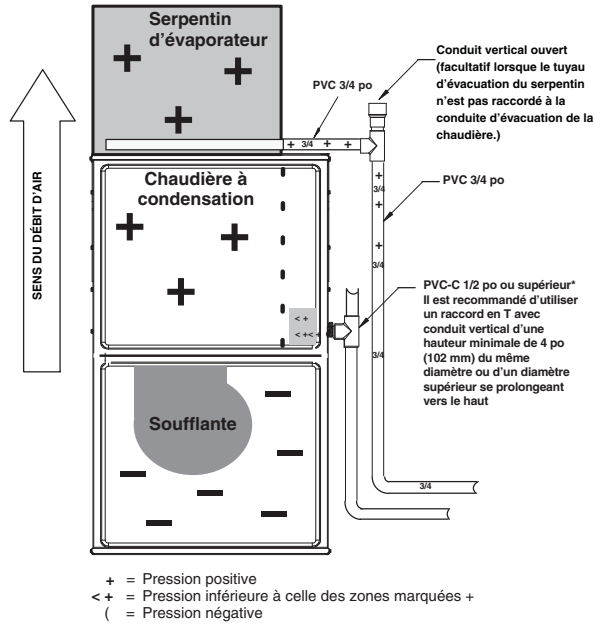 Serpentin
d'évaporateur
Conduit vertical ouvert
(facultatif lorsque le tuyau
d'évacuation du serpentin
n'est pas raccordé à la
conduite d'évacuation de la
chaudière.)
PVC 3/4 po
+ 3/4 + +
SENS DU DÉBIT D'AIR
Chaudière à
condensation
+
3/4
+
PVC 3/4 po
+
3/4
PVC-C 1/2 po ou supérieur*
Il est recommandé d'utiliser
un raccord en T avec
conduit vertical d'une
hauteur minimale de 4 po
(102 mm) du même
diamètre ou d'un diamètre
supérieur se prolongeant
vers le haut
< +
< +< +
3/4
Soufflante
3/4
+ = Pression positive
< + = Pression inférieure à celle des zones marquées +
( = Pression négative